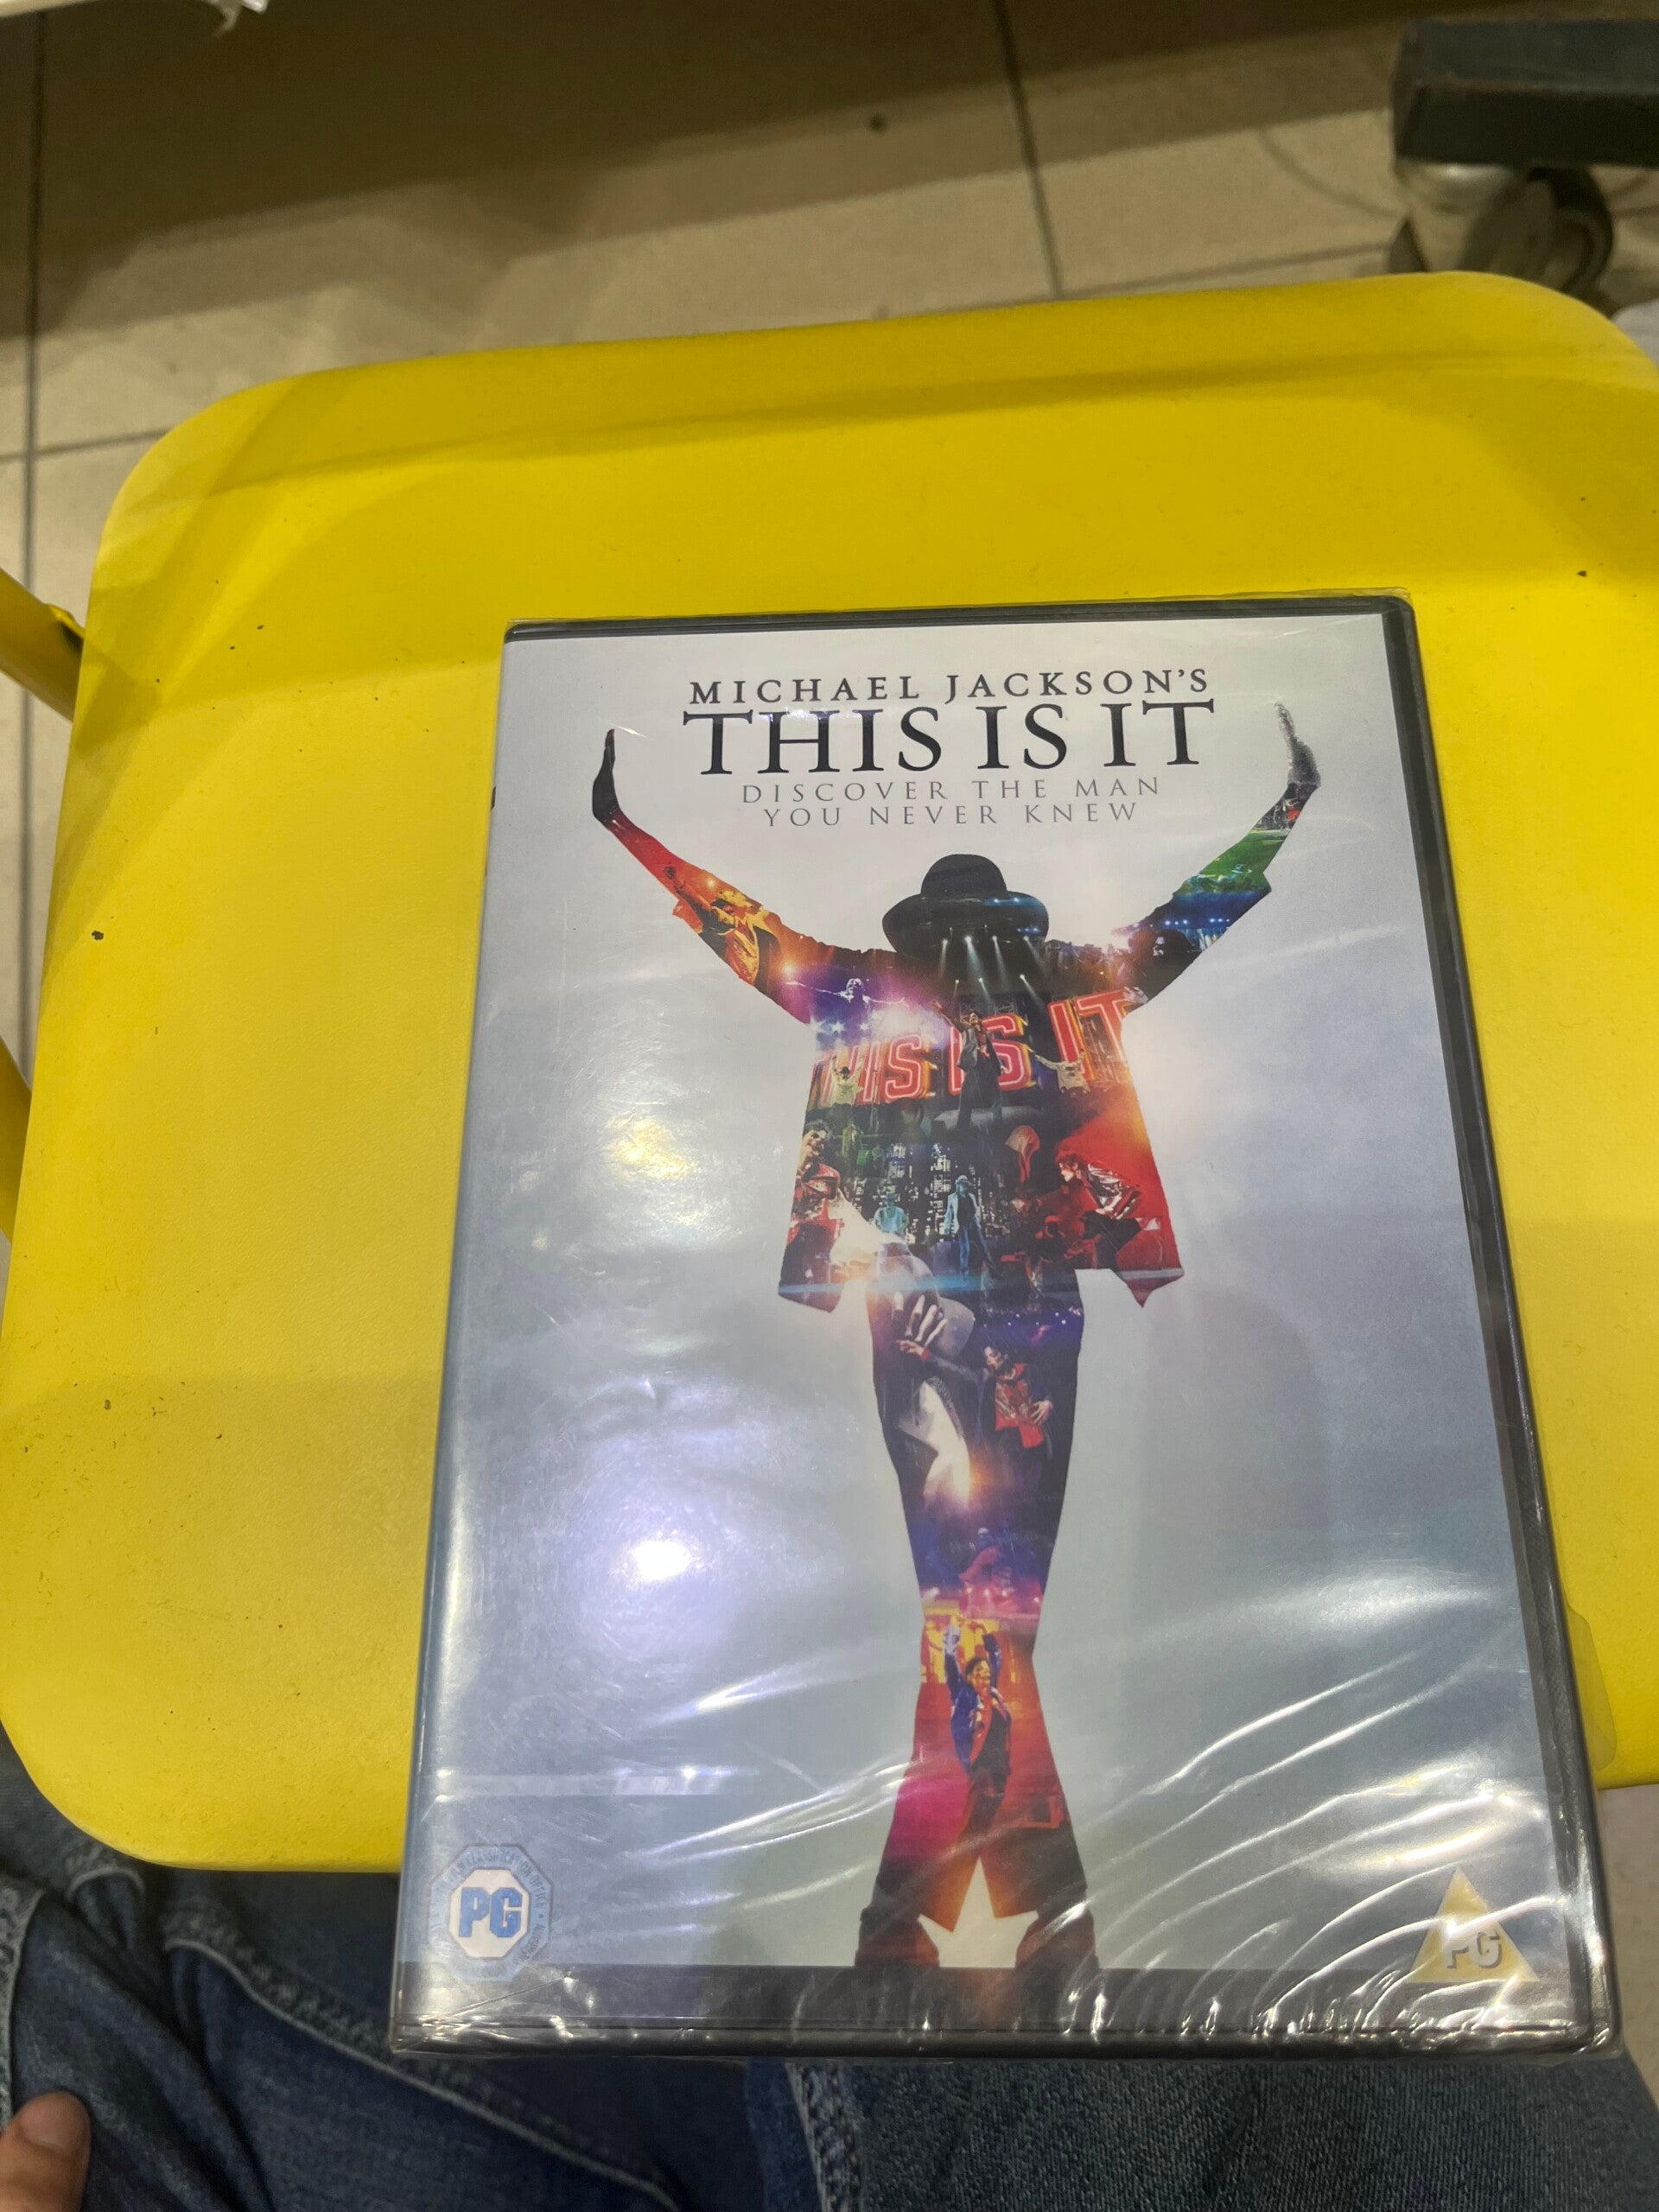 MICHAEL JACKSON'S
THIS IS IT
DISCOVER THE MAN
YOU NEVER KNEW
THIS IS IT
PG
PG